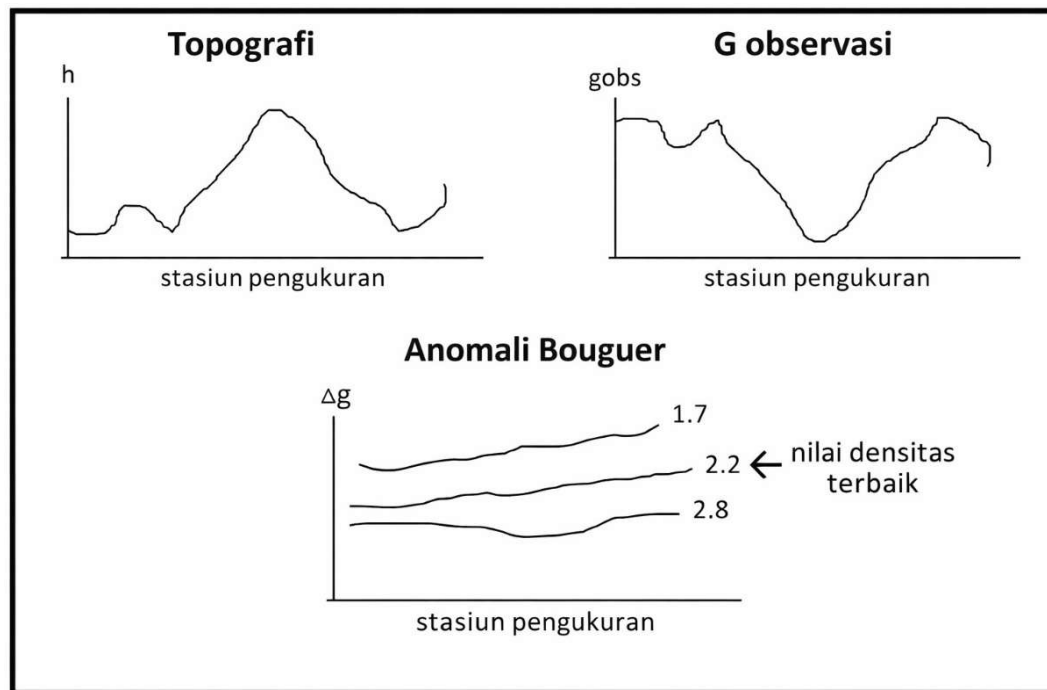 Topografi
h
stasiun pengukuran
G observasi
gobs
stasiun pengukuran
Anomali Bouguer
△g
1.7
2.2 ← nilai densitas
terbaik
2.8
stasiun pengukuran